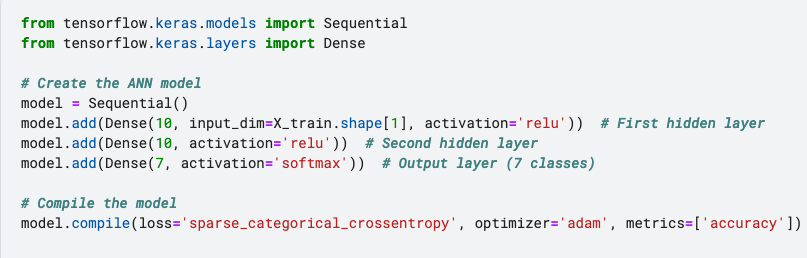 from tensorflow.keras.models import Sequential
from tensorflow.keras.layers import Dense
# Create the ANN model
model = Sequential()
model.add(Dense(10, input_dim=X_train.shape[1], activation='relu'))  # First hidden layer
model.add(Dense(10, activation='relu'))  # Second hidden layer
model.add(Dense(7, activation='softmax'))  # Output layer (7 classes)
# Compile the model
model.compile(loss='sparse_categorical_crossentropy', optimizer='adam', metrics=['accuracy'])